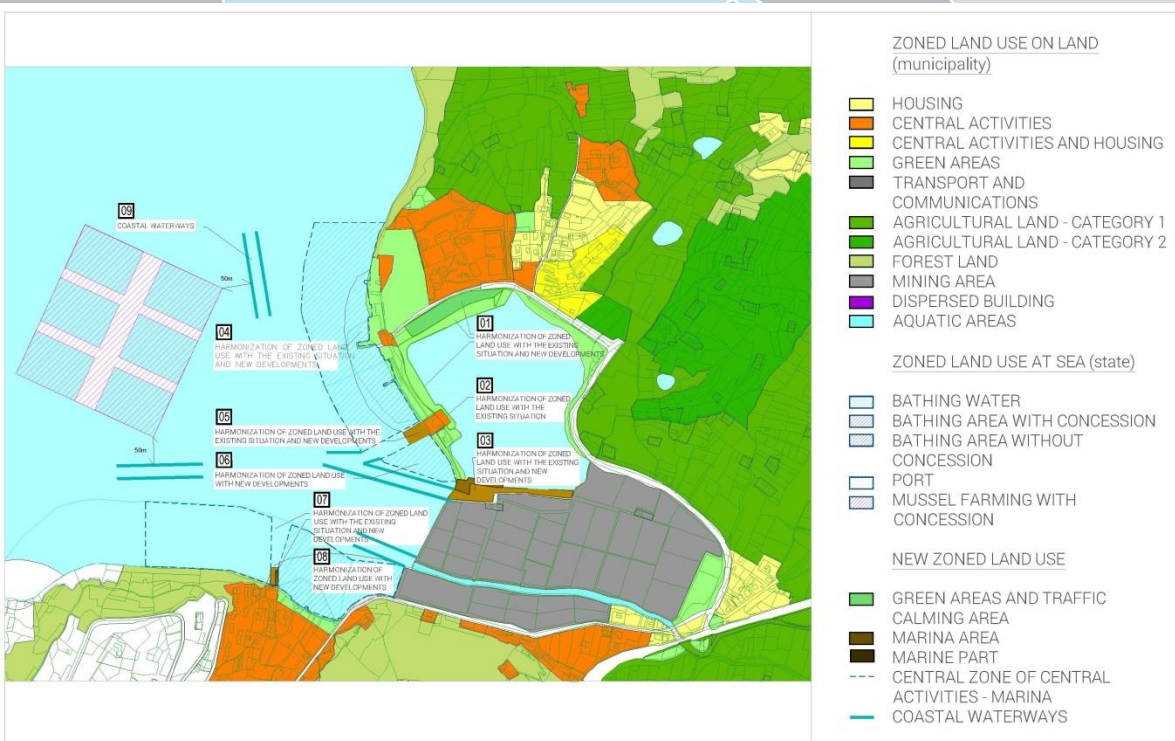 09
COASTAL WATERWAYS
50m
04
HARMONIZATION OF ZONED LAND
USE WITH THE EXISTING SITUATION
AND NEW DEVELOPMENTS
01
HARMONIZATION OF ZONED
LAND USE WITH THE EXISTING
SITUATION AND NEW DEVELOPMENTS
02
HARMONIZATION OF ZONED
LAND USE WITH THE
EXISTING SITUATION
05
HARMONIZATION OF ZONED LAND USE WITH THE
EXISTING SITUATION AND NEW DEVELOPMENTS
03
HARMONIZATION OF ZONED
LAND USE WITH THE EXISTING
SITUATION AND NEW
DEVELOPMENTS
50m
06
HARMONIZATION OF ZONED LAND USE
WITH NEW DEVELOPMENTS
07
HARMONIZATION OF ZONED LAND
USE WITH THE EXISTING
SITUATION AND NEW
DEVELOPMENTS
08
HARMONIZATION OF
ZONED LAND USE WITH
NEW DEVELOPMENTS
ZONED LAND USE ON LAND
(municipality)
HOUSING
CENTRAL ACTIVITIES
CENTRAL ACTIVITIES AND HOUSING
GREEN AREAS
TRANSPORT AND
COMMUNICATIONS
AGRICULTURAL LAND - CATEGORY 1
AGRICULTURAL LAND - CATEGORY 2
FOREST LAND
MINING AREA
DISPERSED BUILDING
AQUATIC AREAS
ZONED LAND USE AT SEA (state)
BATHING WATER
BATHING AREA WITH CONCESSION
BATHING AREA WITHOUT
CONCESSION
PORT
MUSSEL FARMING WITH
CONCESSION
NEW ZONED LAND USE
GREEN AREAS AND TRAFFIC
CALMING AREA
MARINA AREA
MARINE PART
CENTRAL ZONE OF CENTRAL
ACTIVITIES - MARINA
COASTAL WATERWAYS